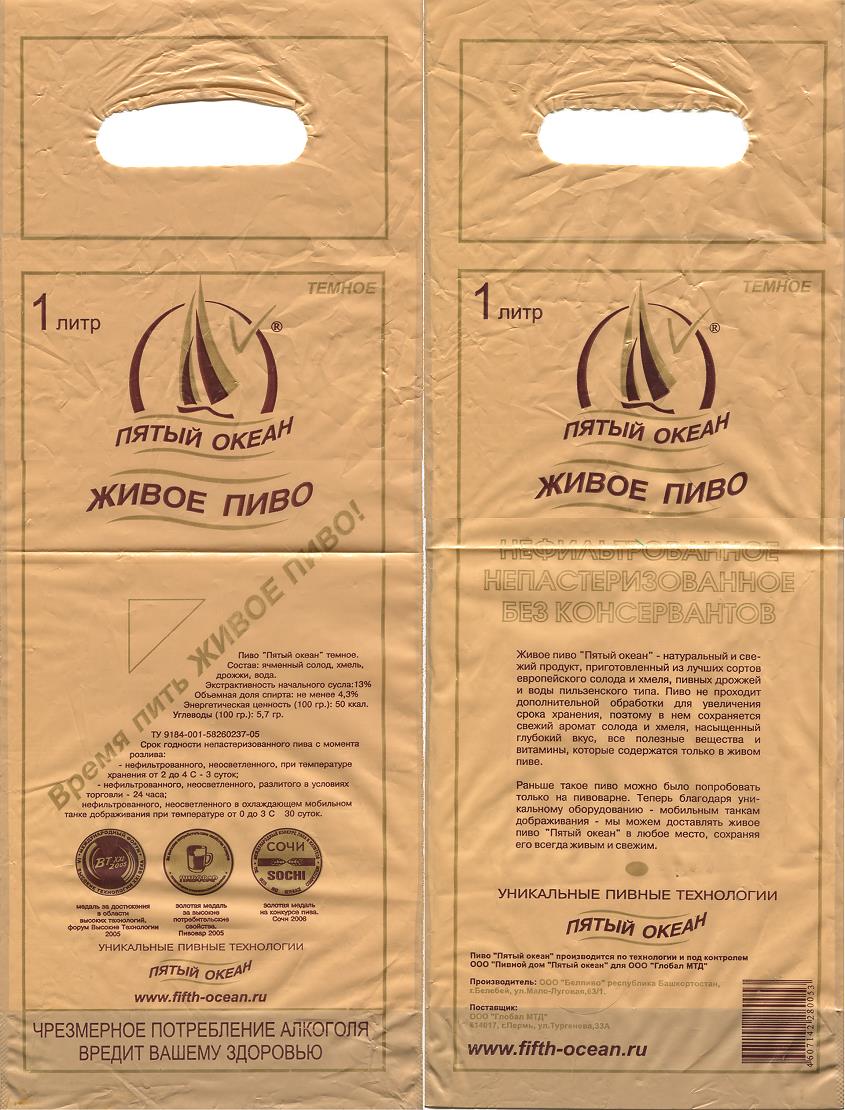 ТЕМНОЕ
1 литр
®
ПЯТЫЙ ОКЕАН
ЖИВОЕ ПИВО
Время пить ЖИВОЕ ПИВО!
Пиво "Пятый океан" темное.
Состав: ячменный солод, хмель,
дрожжи, вода.
Экстрактивность начального сусла:13%
Объемная доля спирта: не менее 4,3%
Энергетическая ценность (100 гр.): 50 ккал.
Углеводы (100 гр.): 5,7 гр.
ТУ 9184-001-58260237-05
Срок годности непастеризованного пива с момента
розлива:
- нефильтрованного, неосветленного, при температуре
хранения от 2 до 4 С - 3 суток;
- нефильтрованного, неосветленного, разлитого в условиях
торговли - 24 часа;
нефильтрованного, неосветленного в охлаждающем мобильном
танке дображивания при температуре от 0 до 3 С 30 суток.
ВТ XXI
2005
ПИВОВАР
СОЧИ
SOCHI
медаль за достижения
в области
высоких технологий,
форум Высокие Технологии
2005
золотая медаль
за высокие
потребительские
свойства.
Пивовар 2005
золотая медаль
на конкурсе пива.
Сочи 2006
УНИКАЛЬНЫЕ ПИВНЫЕ ТЕХНОЛОГИИ
ПЯТЫЙ ОКЕАН
www.fifth-ocean.ru
ЧРЕЗМЕРНОЕ ПОТРЕБЛЕНИЕ АЛКОГОЛЯ
ВРЕДИТ ВАШЕМУ ЗДОРОВЬЮ
ТЕМНОЕ
1 литр
®
ПЯТЫЙ ОКЕАН
ЖИВОЕ ПИВО
НЕФИЛЬТРОВАННОЕ
НЕПАСТЕРИЗОВАННОЕ
БЕЗ КОНСЕРВАНТОВ
Живое пиво "Пятый океан" - натуральный и све-
жий продукт, приготовленный из лучших сортов
европейского солода и хмеля, пивных дрожжей
и воды пильзенского типа. Пиво не проходит
дополнительной обработки для увеличения
срока хранения, поэтому в нем сохраняется
свежий аромат солода и хмеля, насыщенный
глубокий вкус, все полезные вещества и
витамины, которые содержатся только в живом
пиве.
Раньше такое пиво можно было попробовать
только на пивоварне. Теперь благодаря уни-
кальному оборудованию - мобильным танкам
дображивания - мы можем доставлять живое
пиво "Пятый океан" в любое место, сохраняя
его всегда живым и свежим.
УНИКАЛЬНЫЕ ПИВНЫЕ ТЕХНОЛОГИИ
ПЯТЫЙ ОКЕАН
Пиво "Пятый океан" производится по технологии и под контролем
ООО "Пивной дом "Пятый океан" для ООО "Глобал МТД"
Производитель: ООО "Белпиво" республика Башкортостан,
г.Белебей, ул.Мало-Луговая,63/1.
Поставщик:
ООО "Глобал МТД"
614017, г.Пермь, ул.Тургенева,33А
www.fifth-ocean.ru
4607142280053